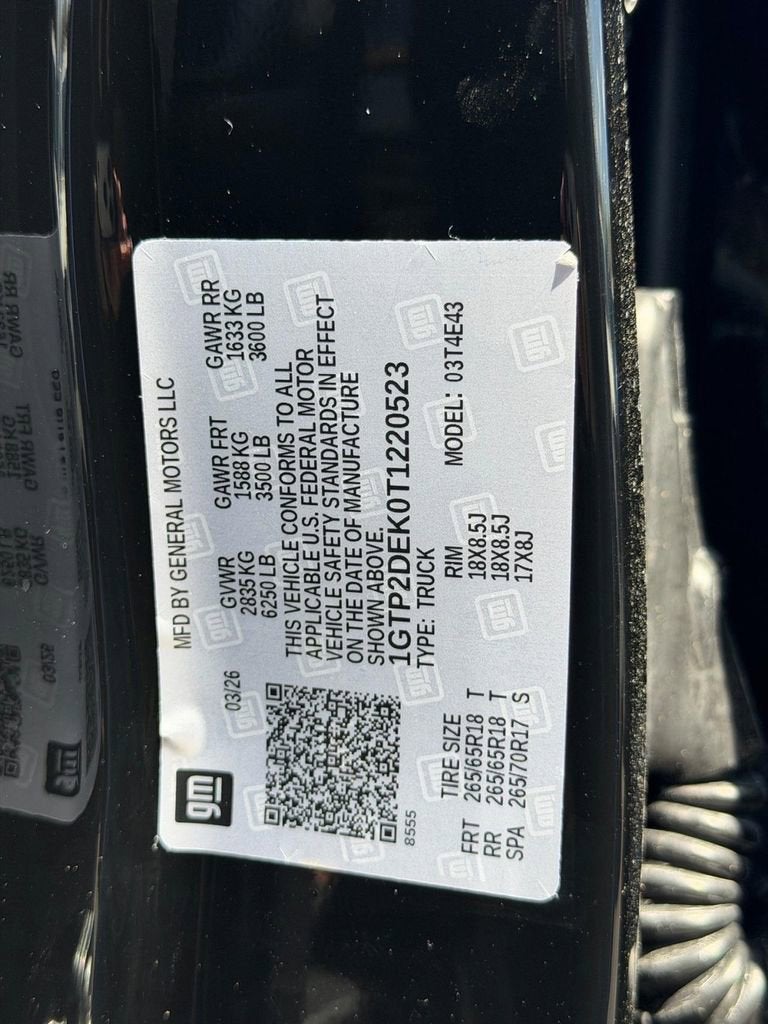 gm
MFD BY GENERAL MOTORS LLC
03/26
GVWR GAWR FRT GAWR RR
2835 KG 1588 KG 1633 KG
6250 LB 3500 LB 3600 LB
THIS VEHICLE CONFORMS TO ALL
APPLICABLE U.S. FEDERAL MOTOR
VEHICLE SAFETY STANDARDS IN EFFECT
ON THE DATE OF MANUFACTURE
SHOWN ABOVE.
1GTP2DEK0T1220523
TYPE: TRUCK MODEL: 03T4E43
8555
TIRE SIZE RIM
FRT 265/65R18 T 18X8.5J
RR 265/65R18 T 18X8.5J
SPA 265/70R17 S 17X8J